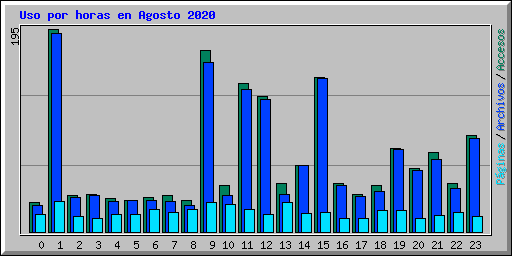 Uso por horas en Agosto 2020
195
Páginas / Archivos / Accesos
0 1 2 3 4 5 6 7 8 9 10 11 12 13 14 15 16 17 18 19 20 21 22 23